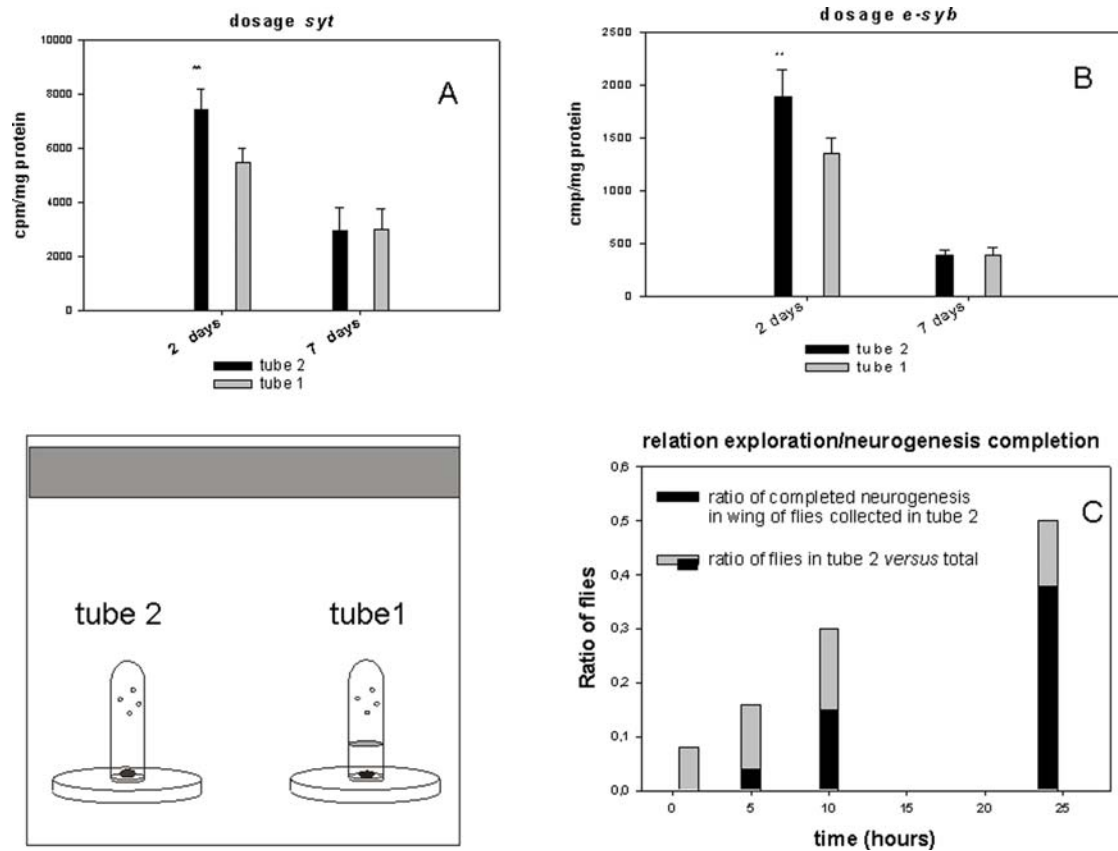 dosage syt
10000
8000
6000
4000
2000
0
cpm/mg protein
**
A
2 days
7 days
tube 2
tube 1
dosage e-syb
2500
2000
1500
1000
500
0
cmp/mg protein
**
B
2 days
7 days
tube 2
tube 1
tube 2
tube1
relation exploration/neurogenesis completion
0,6
0,5
0,4
0,3
0,2
0,1
0,0
Ratio of flies
ratio of completed neurogenesis
in wing of flies collected in tube 2
ratio of flies in tube 2 versus total
C
0
5
10
15
20
25
time (hours)